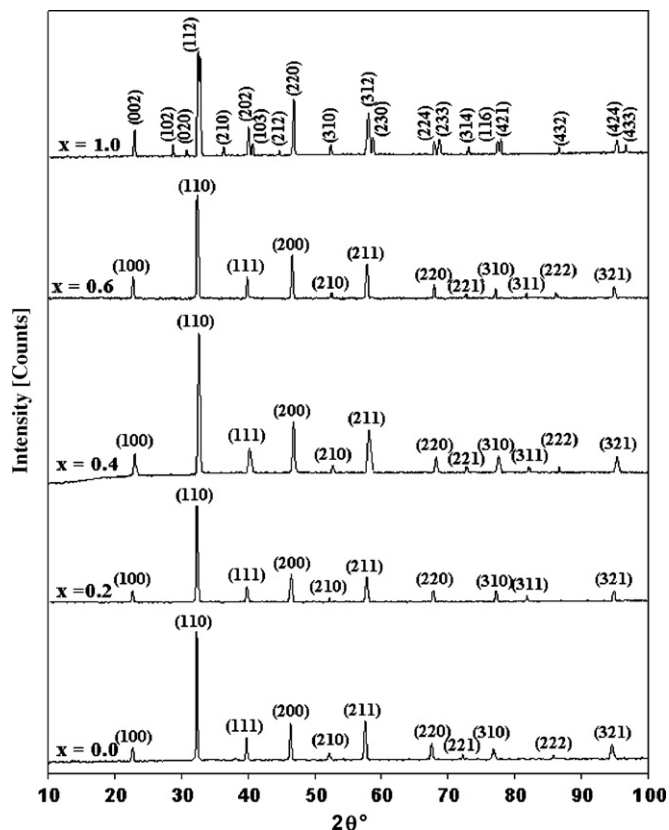 (112)
(002) (102) (020) (210) (202) (103) (212) (220) (310) (312) (230) (224) (233) (314) (116) (421) (432) (424) (433)
x = 1.0
(110)
(100) (111) (200) (210) (211) (220) (221) (310) (311) (222) (321)
x = 0.6
(110)
(100) (111) (200) (210) (211) (220) (221) (310) (311) (222) (321)
x = 0.4
(110)
(100) (111) (200) (210) (211) (220) (310) (311) (321)
x =0.2
(110)
(100) (111) (200) (210) (211) (220) (221) (310) (222) (321)
x = 0.0
Intensity [Counts]
10 20 30 40 50 60 70 80 90 100
2θ°